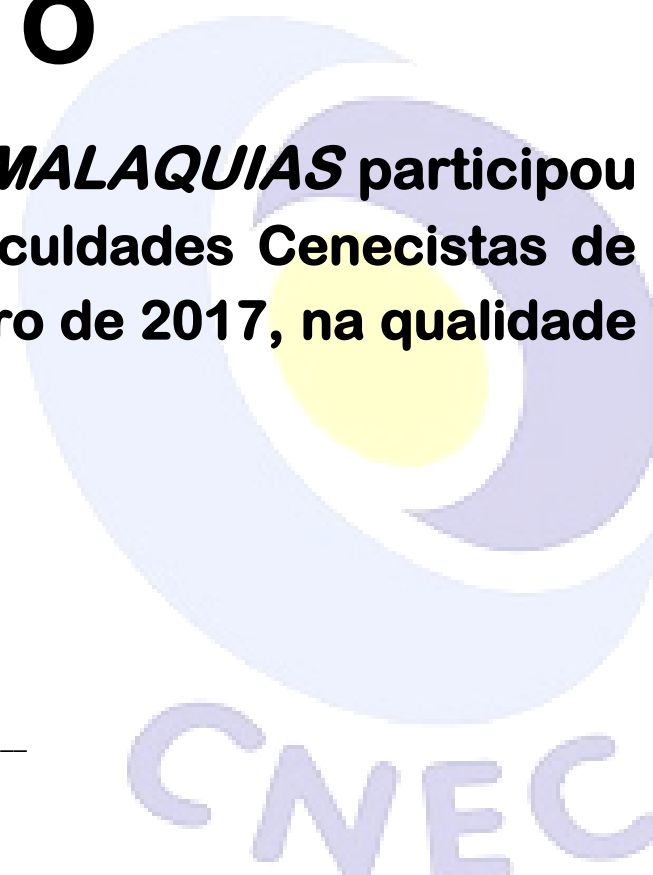 O
MALAQUIAS participou
culdades Cenecistas de
ro de 2017, na qualidade
CNEC